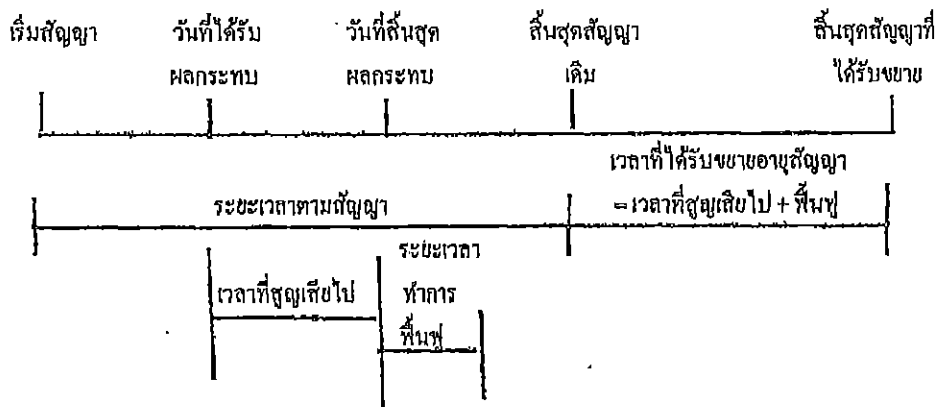 เริ่มสัญญา
วันที่ได้รับ
ผลกระทบ
วันที่สิ้นสุด
ผลกระทบ
สิ้นสุดสัญญา
เดิม
สิ้นสุดสัญญาที่
ได้รับขยาย
เวลาที่ได้รับขยายอายุสัญญา
= เวลาที่สูญเสียไป + ฟื้นฟู
ระยะเวลาตามสัญญา
ระยะเวลา
ทำการ
ฟื้นฟู
เวลาที่สูญเสียไป